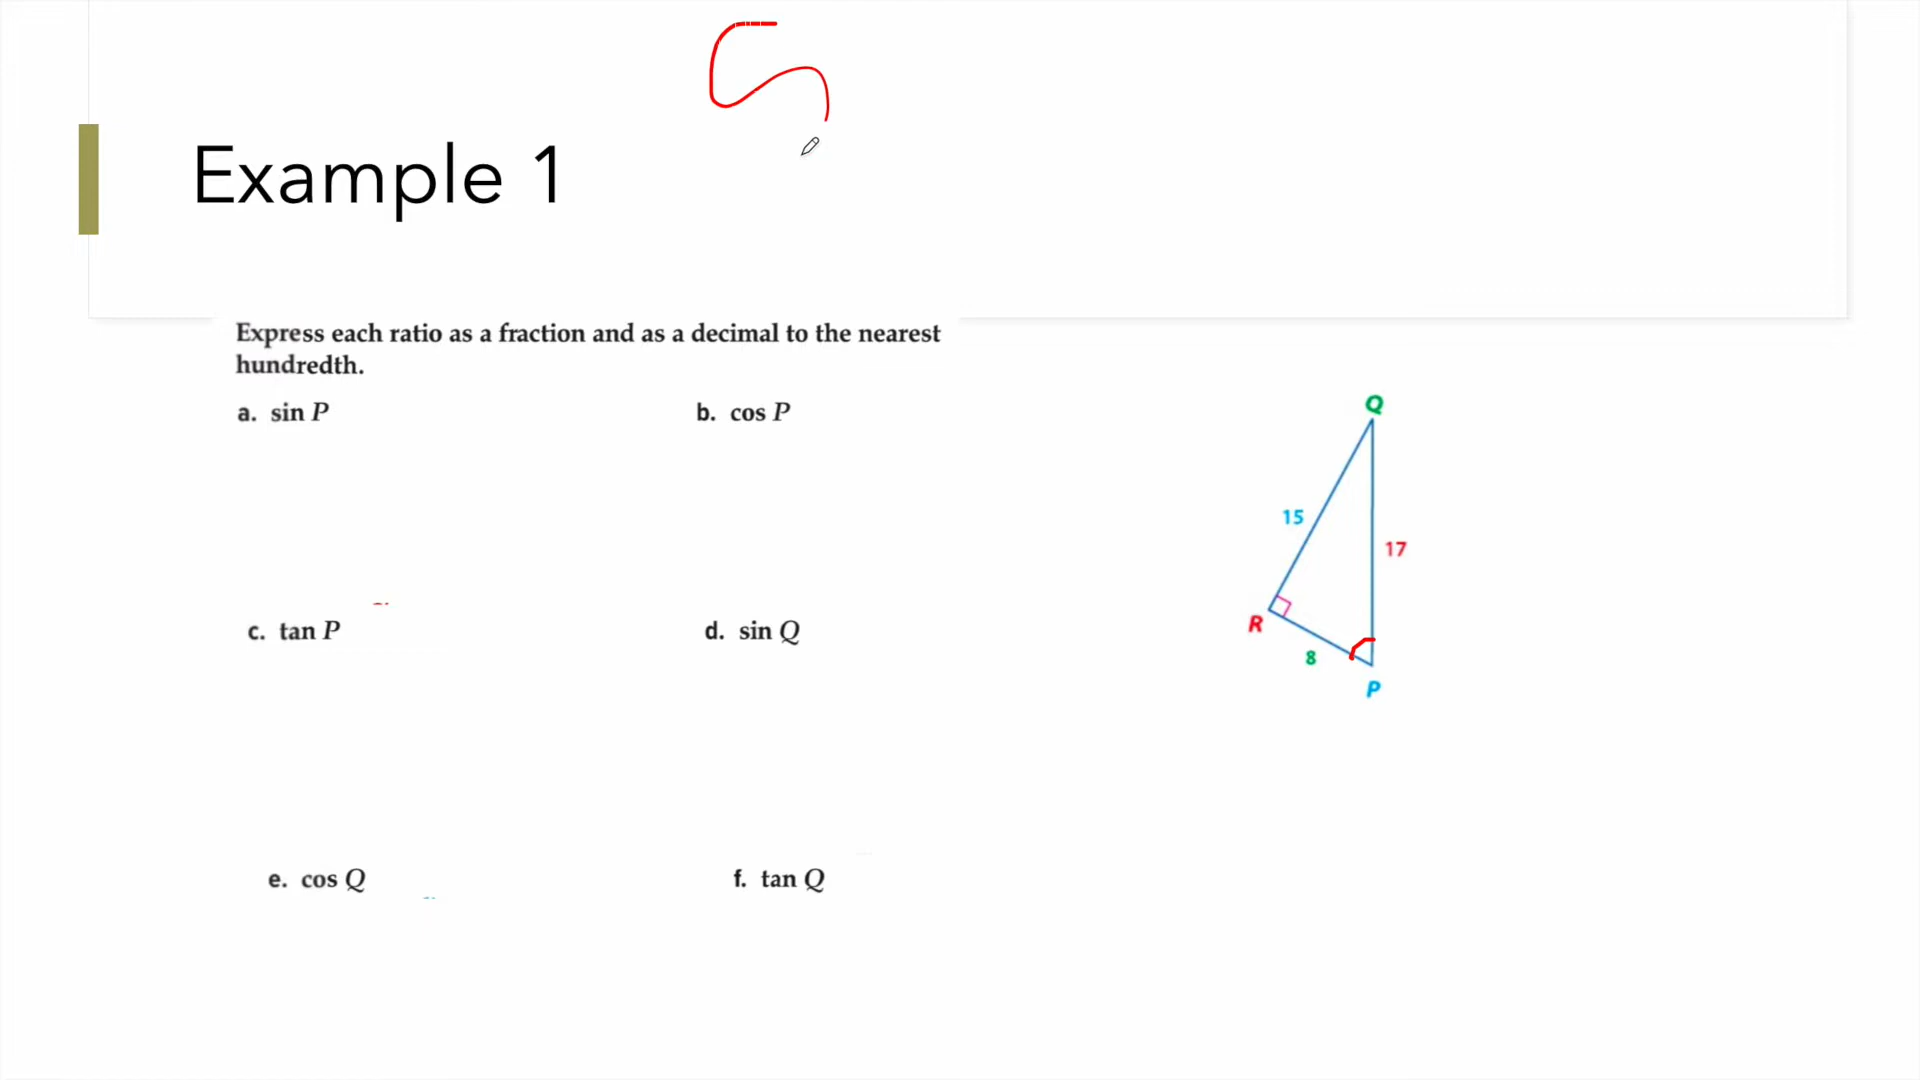 S
Example 1
Express each ratio as a fraction and as a decimal to the nearest
hundredth.
a. sin P
b. cos P
c. tan P
d. sin Q
e. cos Q
f. tan Q
Q
15
17
R
8
P